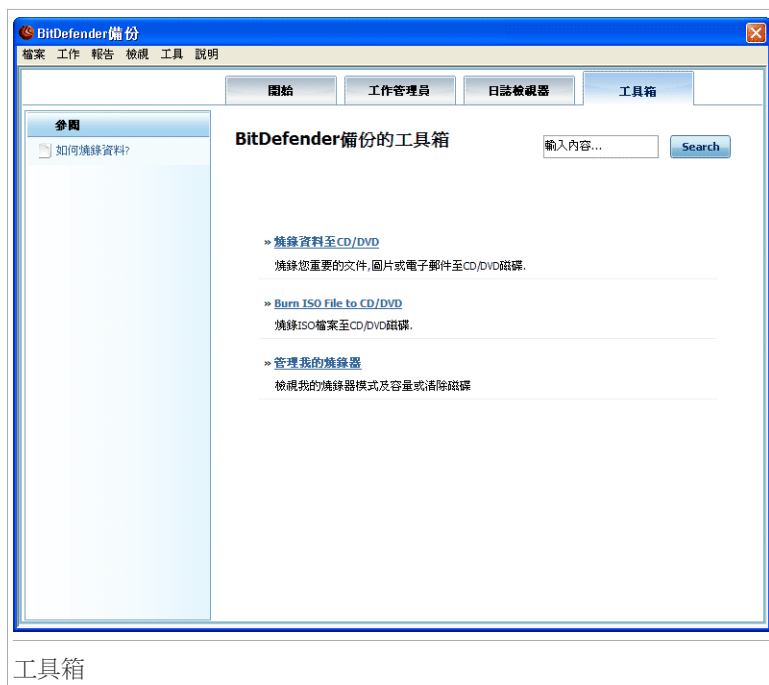 BitDefender備份
檔案 工作 報告 檢視 工具 說明
開始 工作管理員 日誌檢視器 工具箱
參閱
如何燒錄資料?
BitDefender備份的工具箱
輸入內容... Search
» 燒錄資料至CD/DVD
燒錄您重要的文件,圖片或電子郵件至CD/DVD磁碟.
» Burn ISO File to CD/DVD
燒錄ISO檔案至CD/DVD磁碟.
» 管理我的燒錄器
檢視我的燒錄器模式及容量或清除磁碟
工具箱